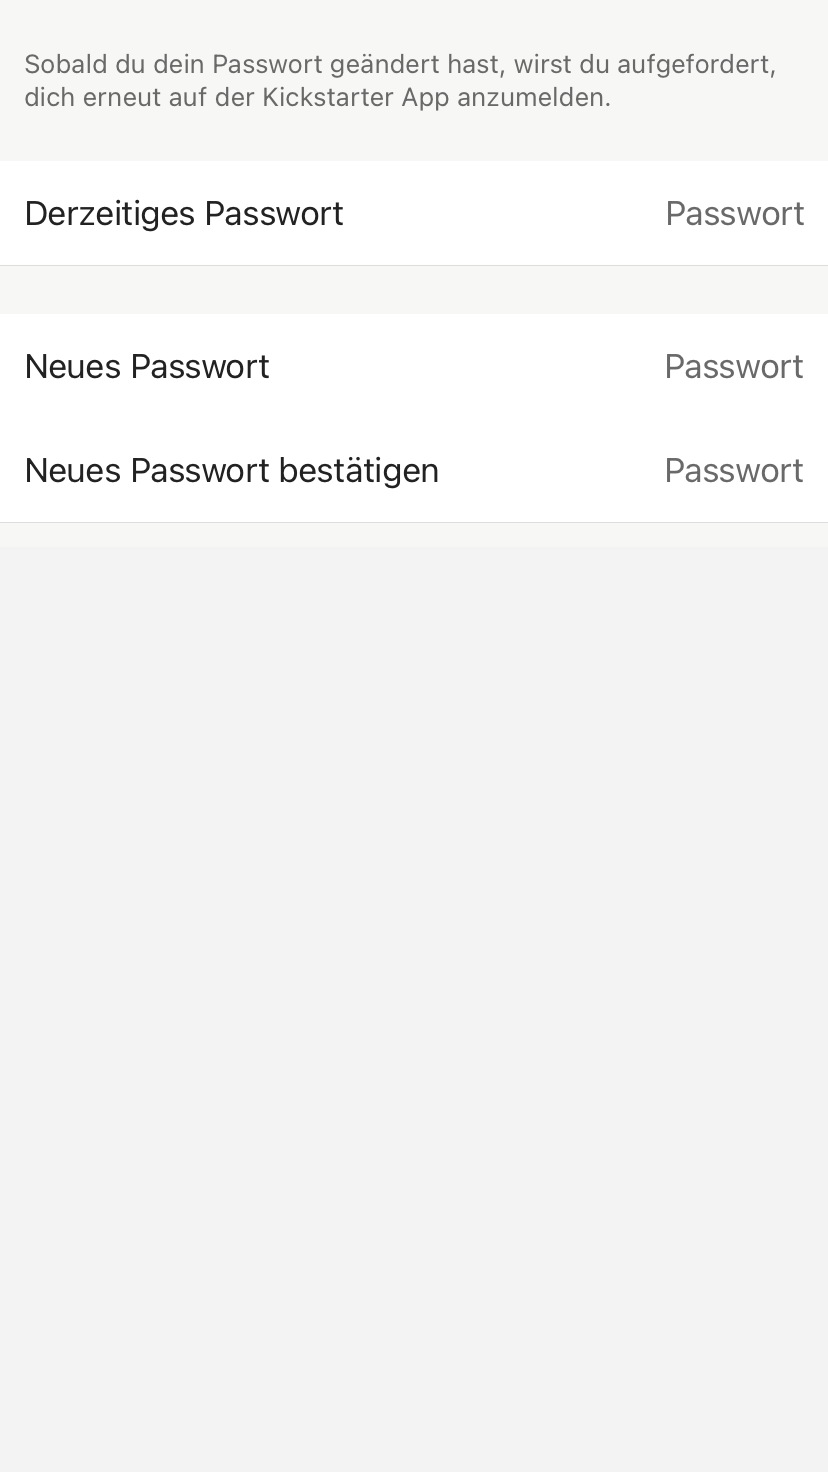 Sobald du dein Passwort geändert hast, wirst du aufgefordert,
dich erneut auf der Kickstarter App anzumelden.
Derzeitiges Passwort Passwort
Neues Passwort Passwort
Neues Passwort bestätigen Passwort